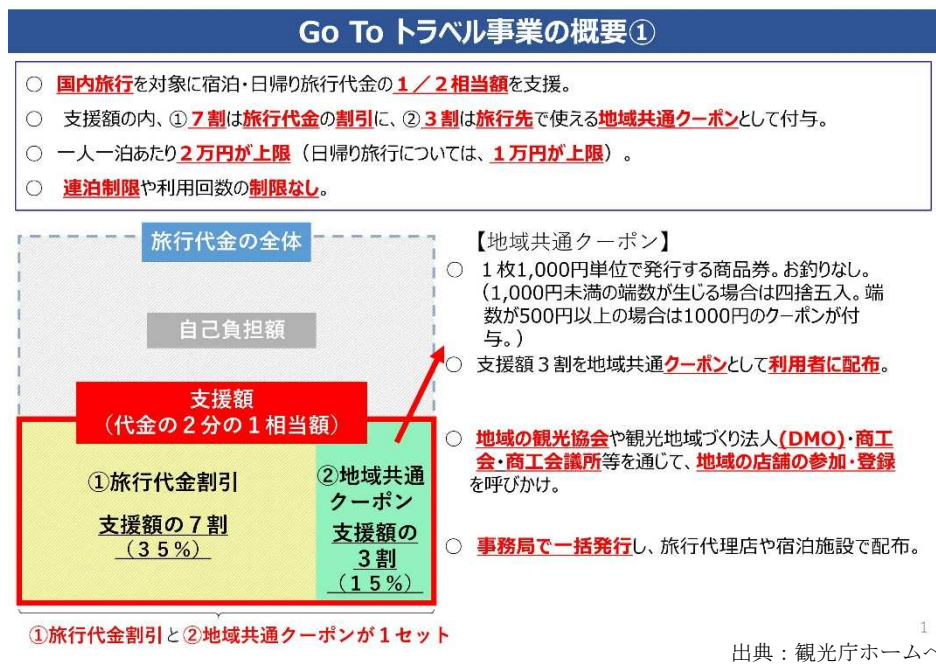 Go To トラベル事業の概要①
○ 国内旅行を対象に宿泊・日帰り旅行代金の１／２相当額を支援。
○ 支援額の内、①７割は旅行代金の割引に、②３割は旅行先で使える地域共通クーポンとして付与。
○ 一人一泊あたり２万円が上限（日帰り旅行については、１万円が上限）。
○ 連泊制限や利用回数の制限なし。
旅行代金の全体
自己負担額
支援額
（代金の２分の１相当額）
①旅行代金割引
支援額の７割
（３５％）
②地域共通
クーポン
支援額の
３割
（１５％）
①旅行代金割引と②地域共通クーポンが１セット
【地域共通クーポン】
○ １枚1,000円単位で発行する商品券。お釣りなし。
（1,000円未満の端数が生じる場合は四捨五入。端
数が500円以上の場合は1000円のクーポンが付
与。）
○ 支援額３割を地域共通クーポンとして利用者に配布。
○ 地域の観光協会や観光地域づくり法人(DMO)・商工
会・商工会議所等を通じて、地域の店舗の参加・登録
を呼びかけ。
○ 事務局で一括発行し、旅行代理店や宿泊施設で配布。
1
出典：観光庁ホーム